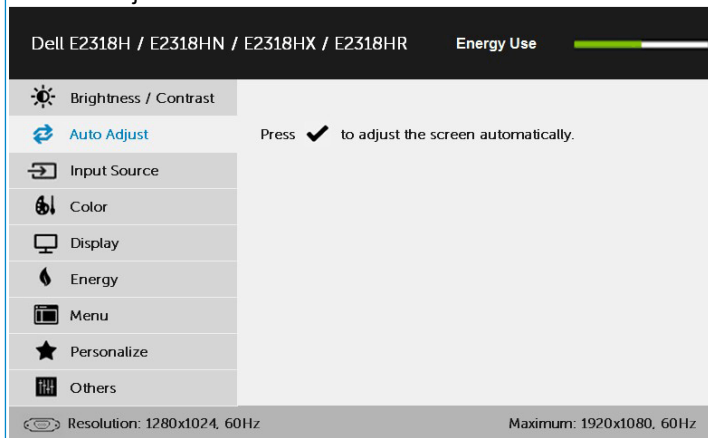 Dell E2318H / E2318HN / E2318HX / E2318HR Energy Use
Brightness / Contrast
Auto Adjust Press ✔ to adjust the screen automatically.
Input Source
Color
Display
Energy
Menu
Personalize
Others
Resolution: 1280x1024, 60Hz Maximum: 1920x1080, 60Hz